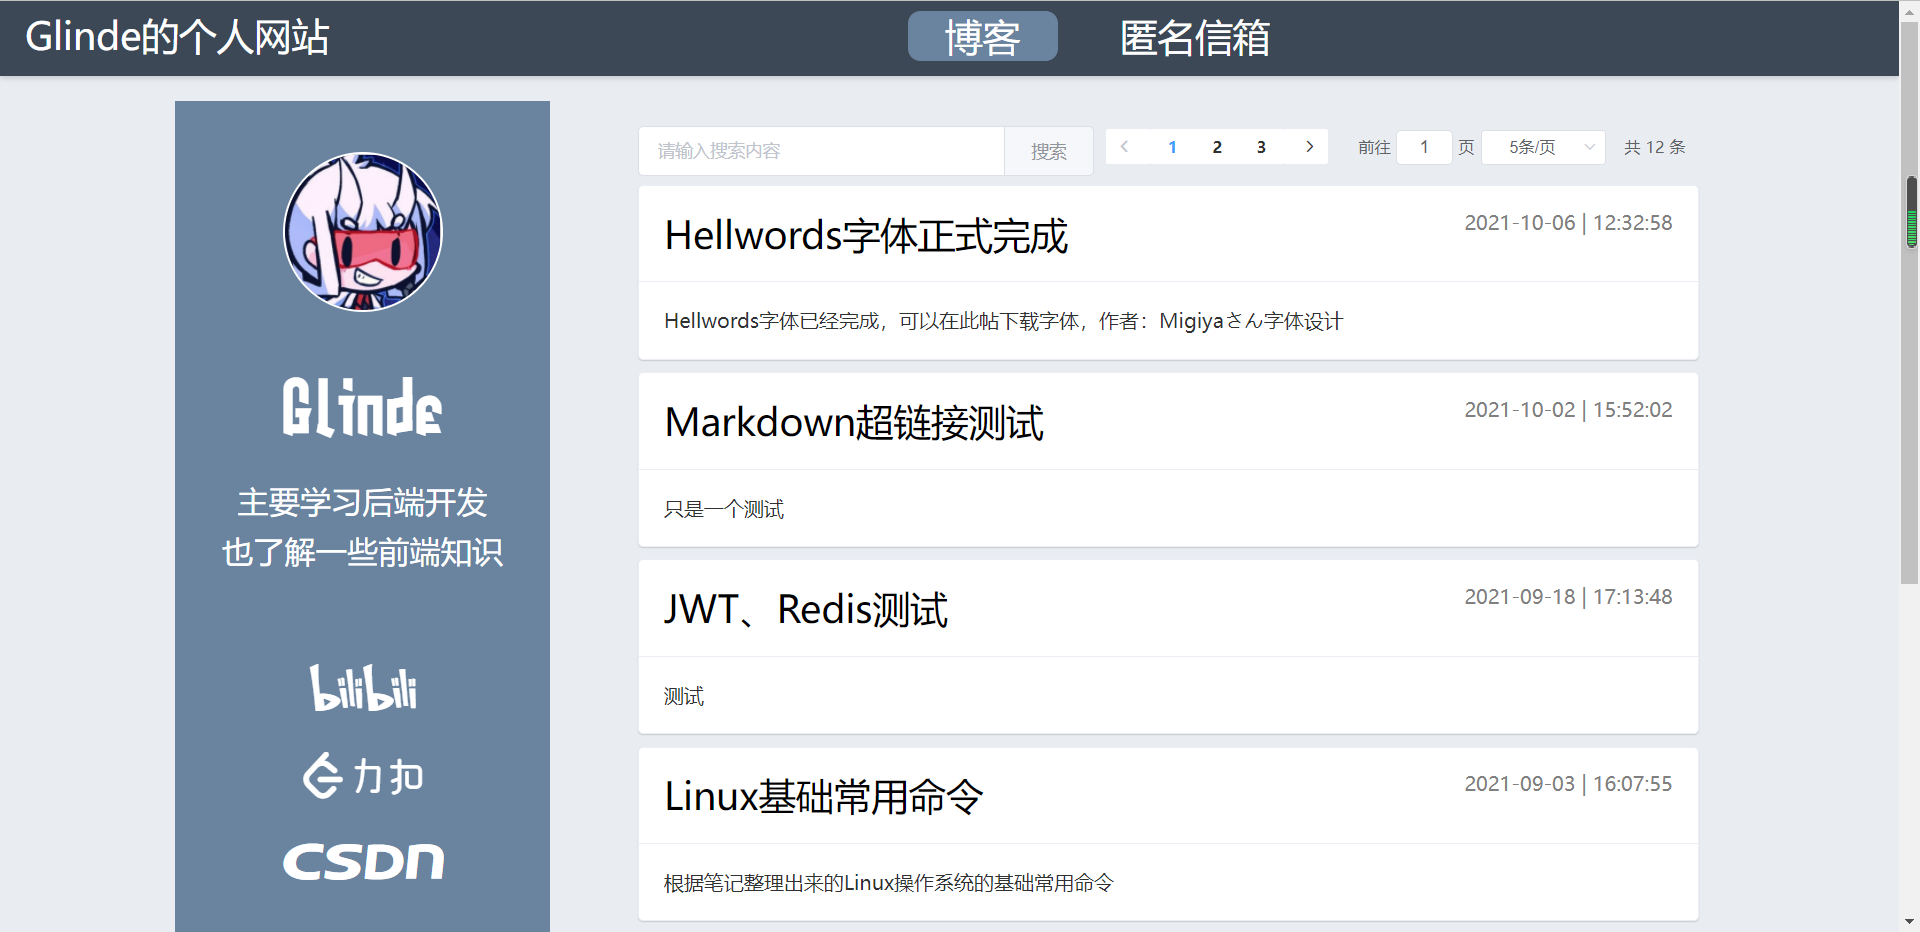 Glinde的个人网站
博客
匿名信箱
Glinde
主要学习后端开发
也了解一些前端知识
bilibili
力扣
CSDN
请输入搜索内容
搜索
1 2 3
前往 1 页
5条/页
共 12 条
Hellwords字体正式完成
2021-10-06 | 12:32:58
Hellwords字体已经完成，可以在此帖下载字体，作者：Migiyaさん字体设计
Markdown超链接测试
2021-10-02 | 15:52:02
只是一个测试
JWT、Redis测试
2021-09-18 | 17:13:48
测试
Linux基础常用命令
2021-09-03 | 16:07:55
根据笔记整理出来的Linux操作系统的基础常用命令